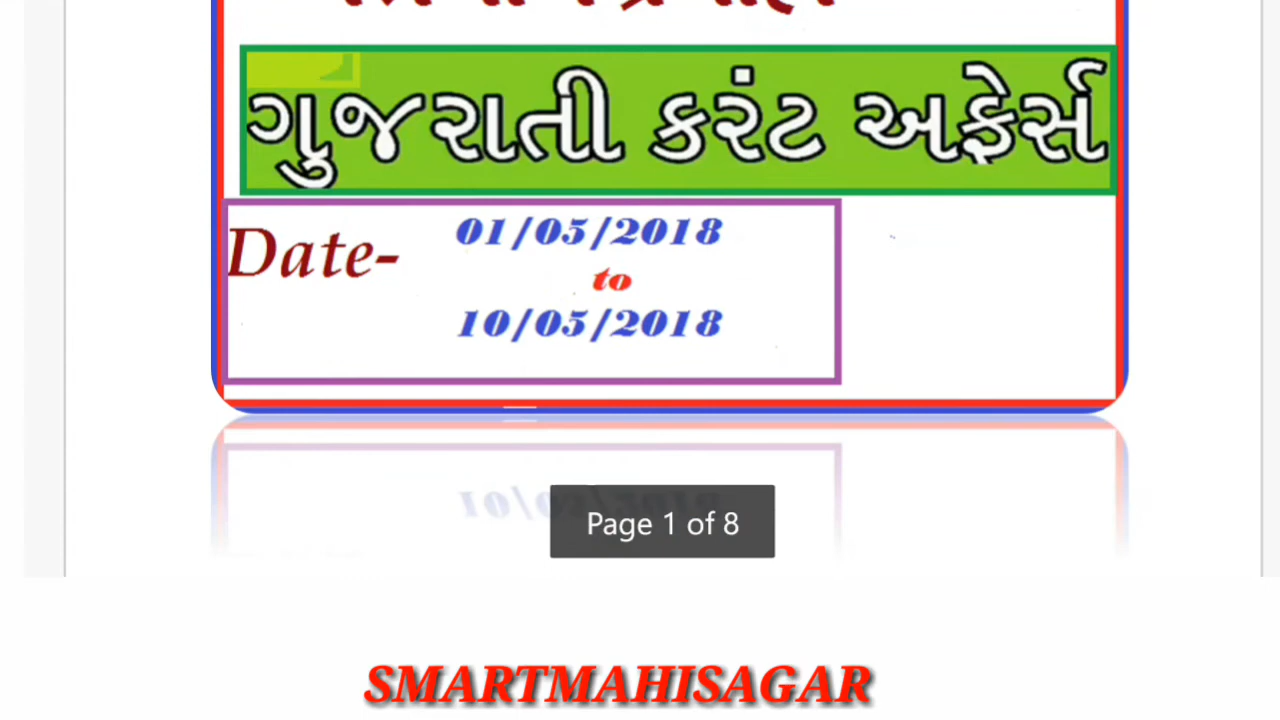 ગુજરાતી કરંટ અફેર્સ
Date-
01/05/2018
to
10/05/2018
Page 1 of 8
SMARTMAHISAGAR